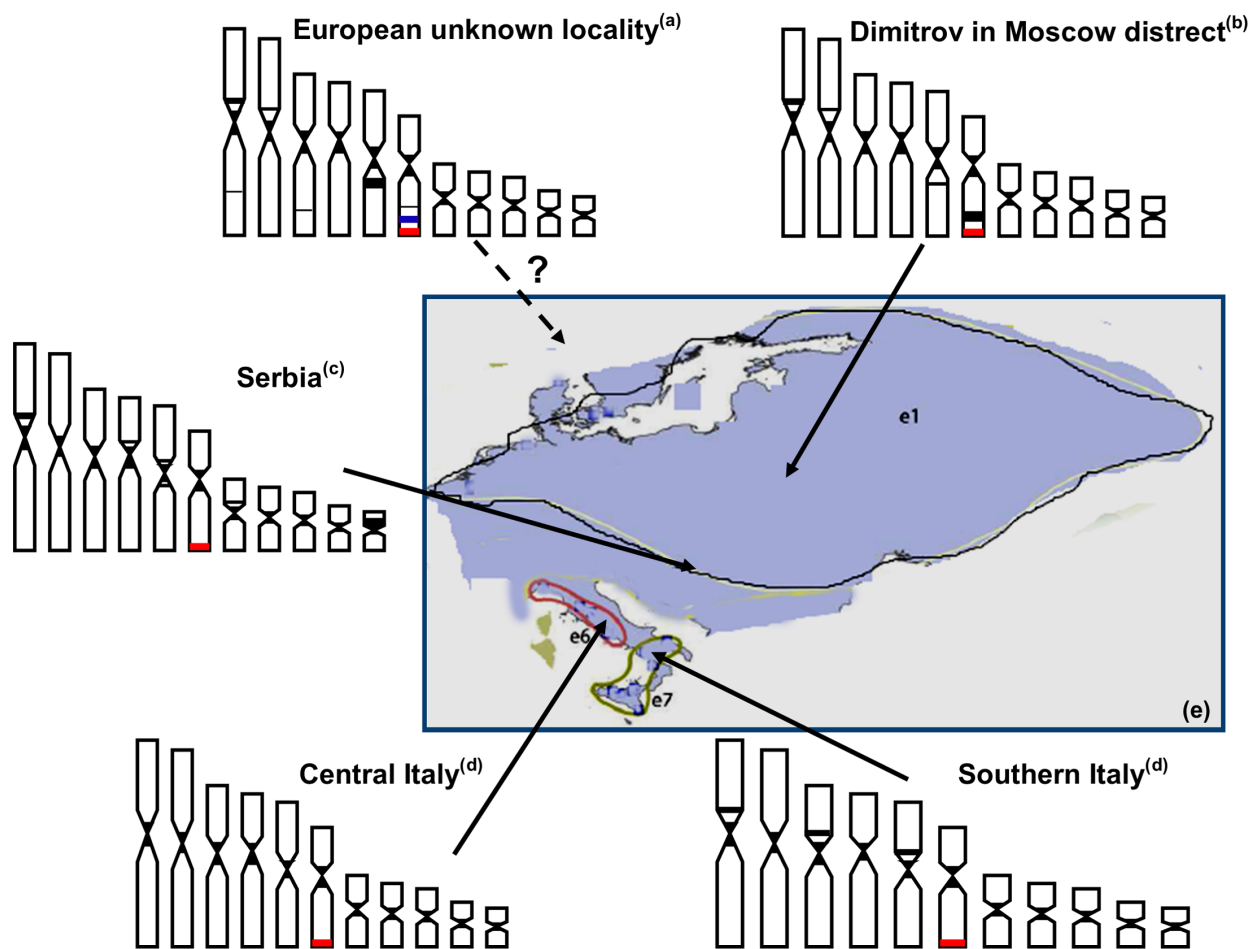 European unknown locality(a)
Dimitrov in Moscow distrect(b)
?
Serbia(c)
e1
e6
e7
(e)
Central Italy(d)
Southern Italy(d)